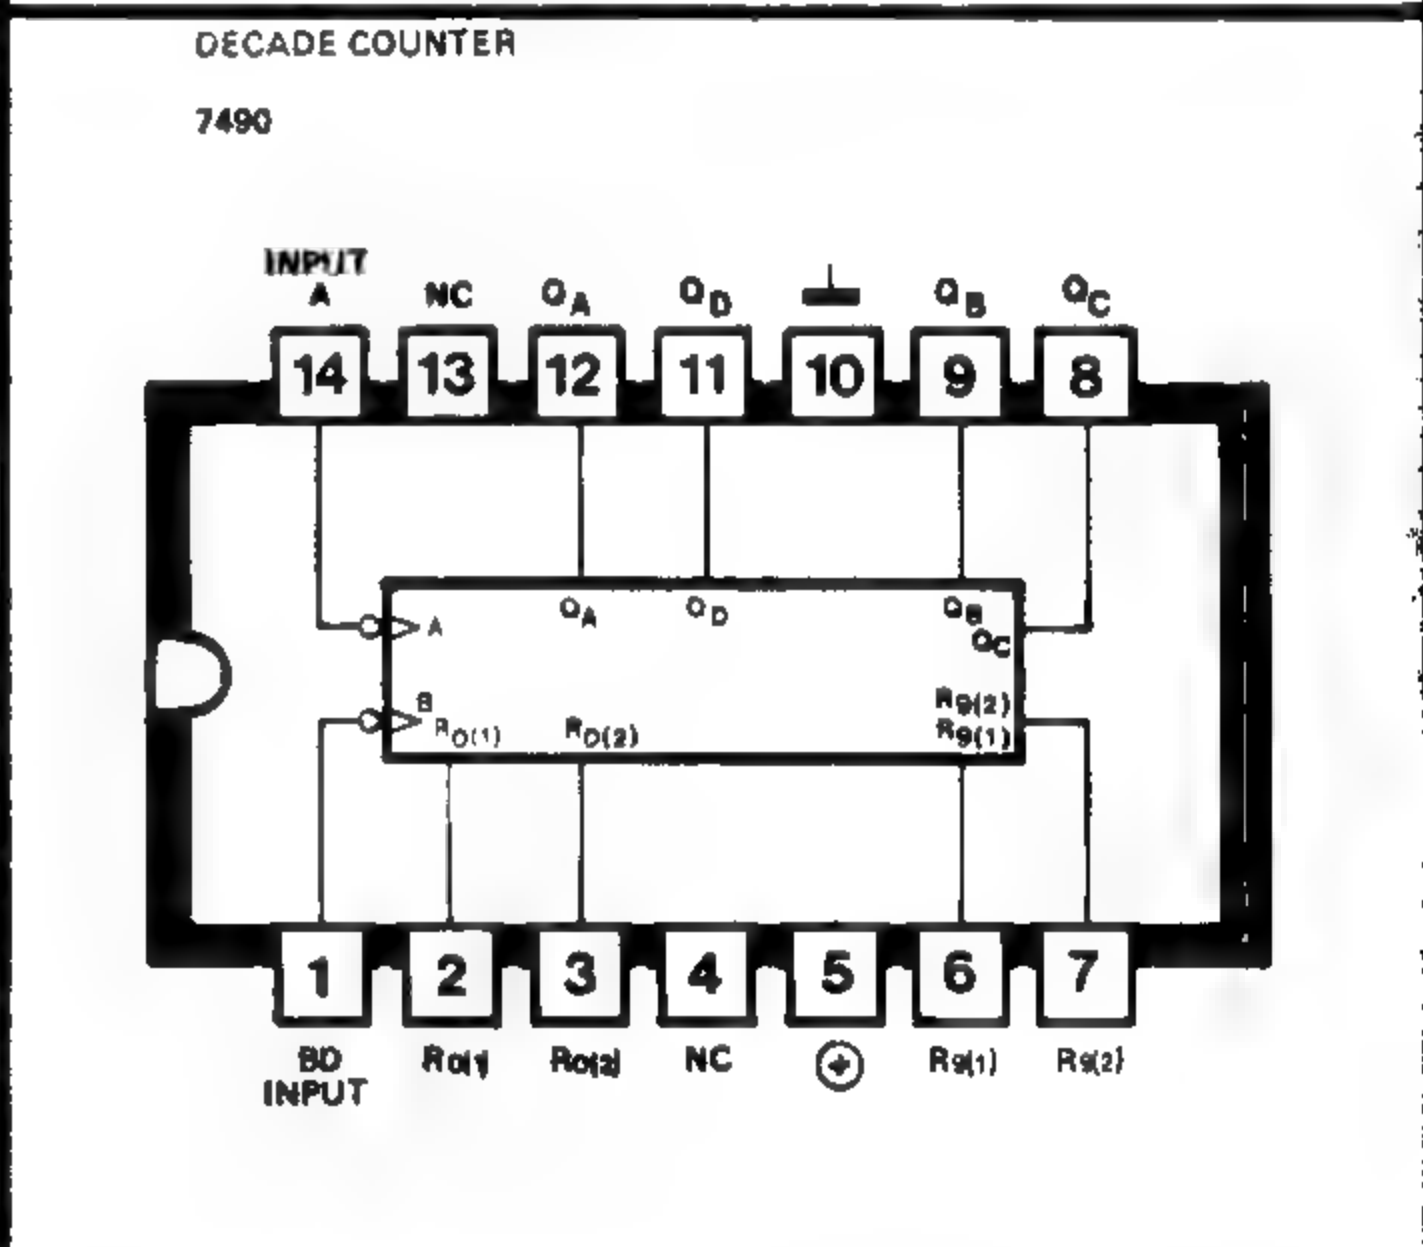 DECADE COUNTER
7490
INPUT
A NC QA QD QB QC
14 13 12 11 10 9 8
A QA QD QB
QC
B R9(2)
RO(1) RO(2) R9(1)
1 2 3 4 5 6 7
BD RO(1) RO(2) NC + R9(1) R9(2)
INPUT